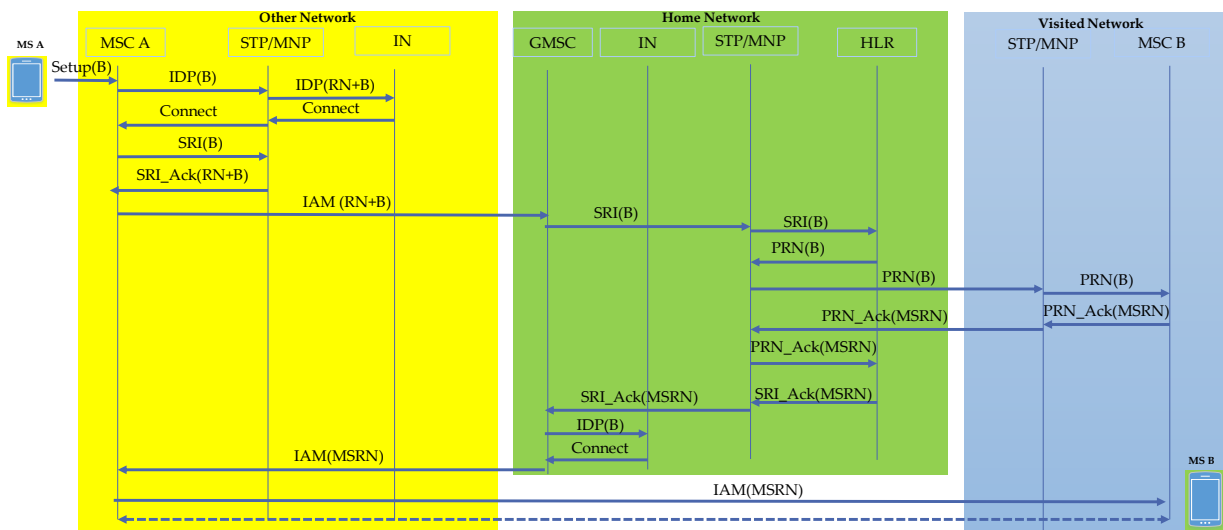 Other Network
Home Network
Visited Network
MS A
MSC A
STP/MNP
IN
GMSC
IN
STP/MNP
HLR
STP/MNP
MSC B
Setup(B)
IDP(B)
IDP(RN+B)
Connect
Connect
SRI(B)
SRI_Ack(RN+B)
IAM (RN+B)
SRI(B)
SRI(B)
PRN(B)
PRN(B)
PRN(B)
PRN_Ack(MSRN)
PRN_Ack(MSRN)
PRN_Ack(MSRN)
SRI_Ack(MSRN)
SRI_Ack(MSRN)
IDP(B)
Connect
IAM(MSRN)
MS B
IAM(MSRN)